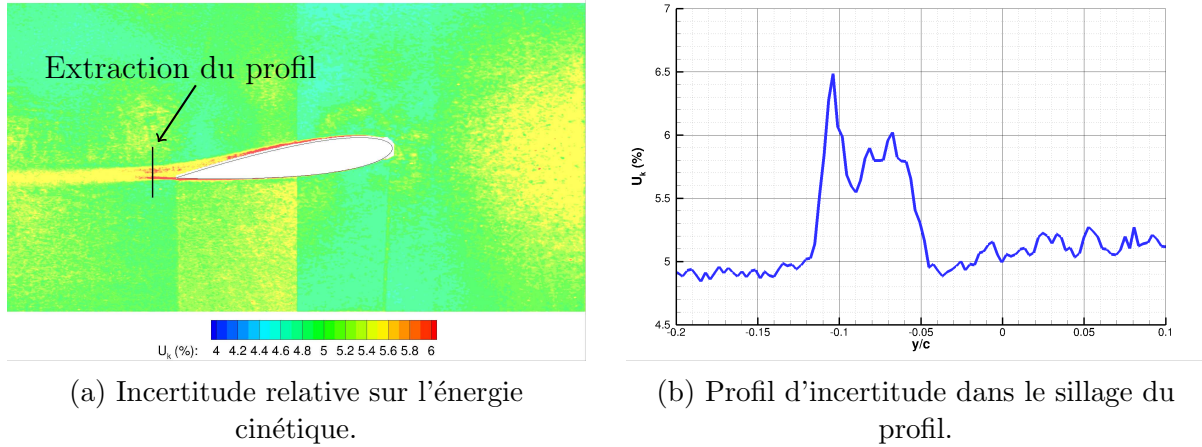 Extraction du profil
U_k (%):
4 4.2 4.4 4.6 4.8 5 5.2 5.4 5.6 5.8 6
(a) Incertitude relative sur l'énergie
cinétique.
7
6.5
6
5.5
5
4.5
U_k (%)
-0.2 -0.15 -0.1 -0.05 0 0.05 0.1
y/c
(b) Profil d'incertitude dans le sillage du
profil.